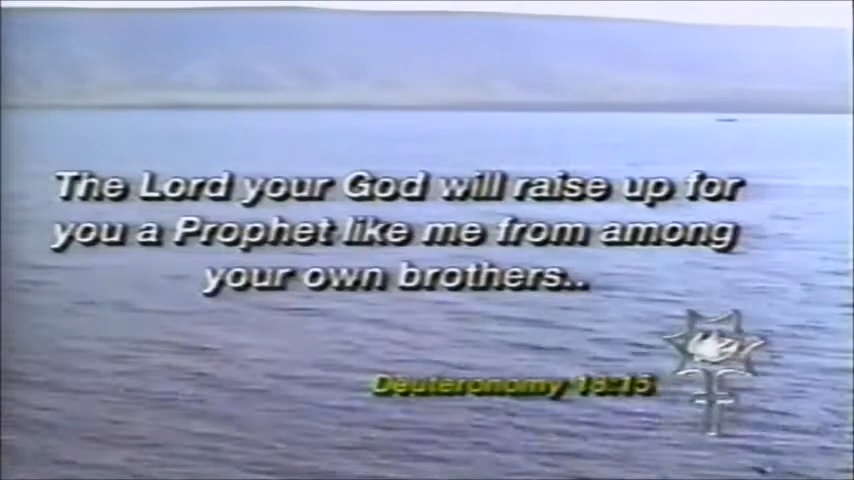 The Lord your God will raise up for
you a Prophet like me from among
your own brothers..
Deuteronomy 18:15